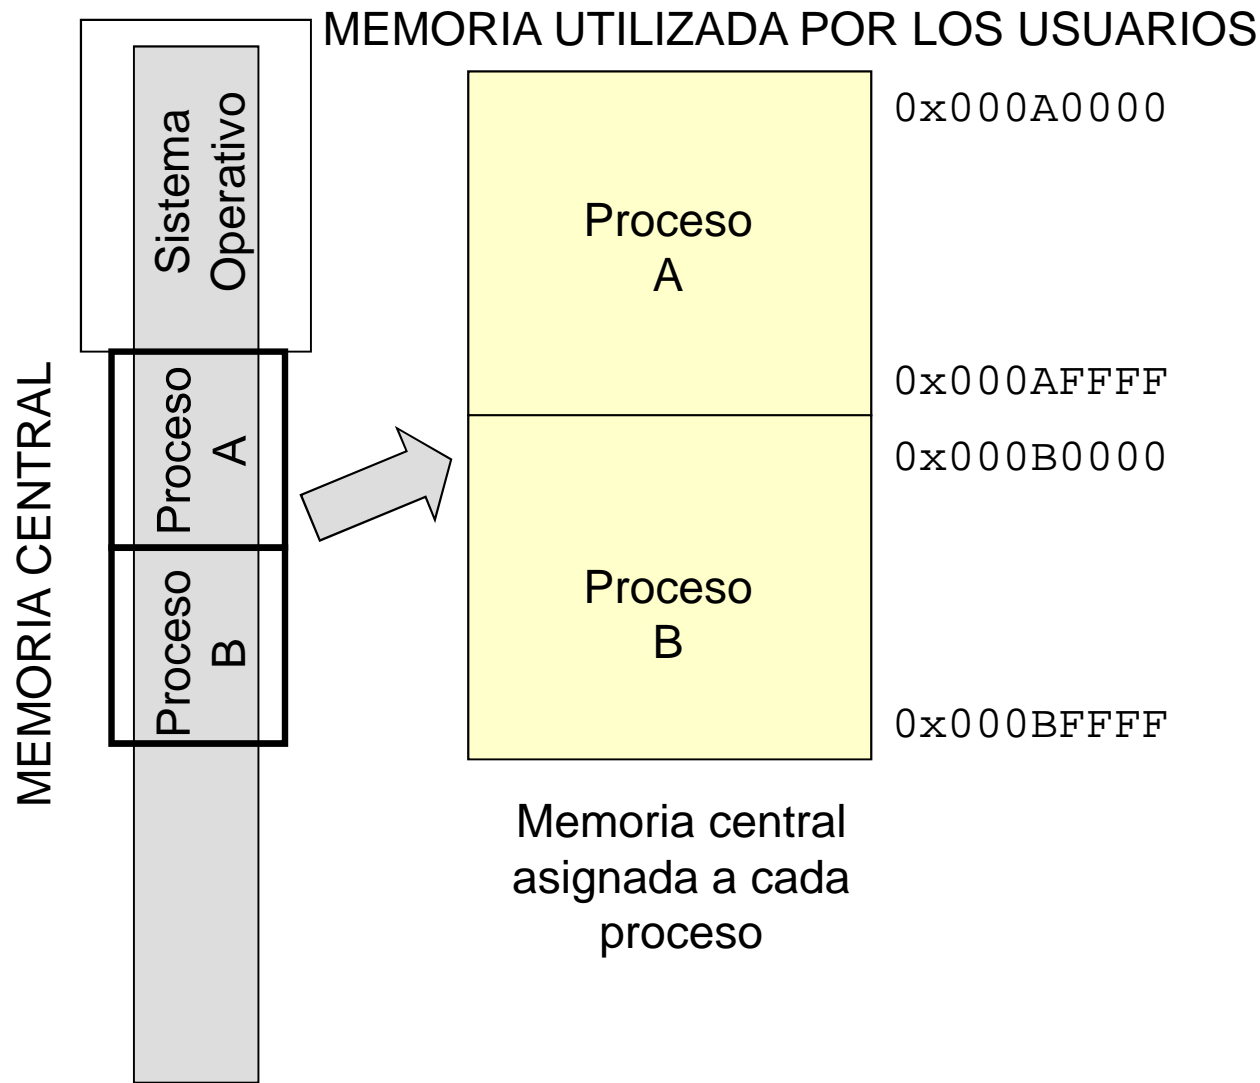 MEMORIA UTILIZADA POR LOS USUARIOS
MEMORIA CENTRAL
Sistema
Operativo
Proceso
A
Proceso
B
Proceso
A
Proceso
B
0x000A0000
0x000AFFFF
0x000B0000
0x000BFFFF
Memoria central
asignada a cada
proceso